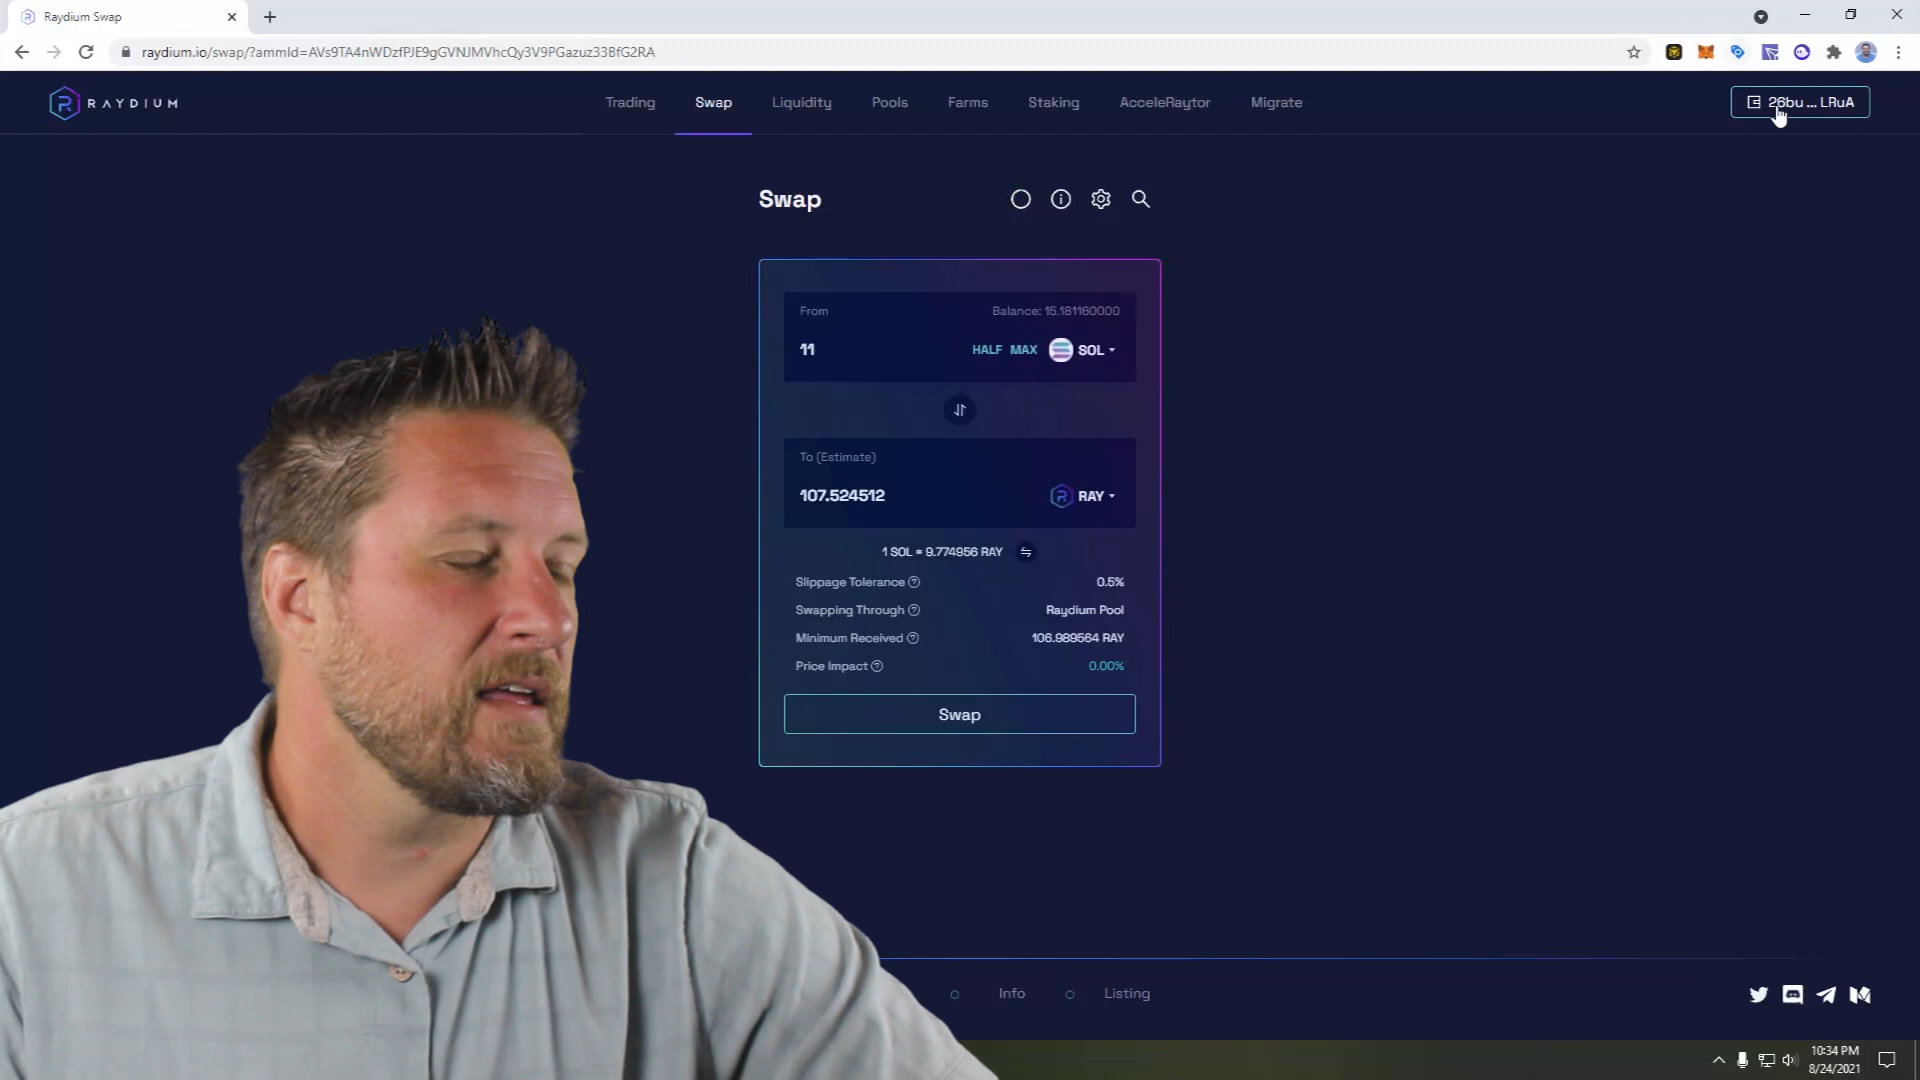 Raydium Swap
raydium.io/swap/?ammId=AVs9TA4nWDzfPJE9gGVNJMVhcQy3V9PGazuz33BfG2RA
RAYDIUM
Trading
Swap
Liquidity
Pools
Farms
Staking
AcceleRaytor
Migrate
26bu ... LRuA
Swap
From
Balance: 15.181160000
11
HALF MAX SOL
To (Estimate)
107.524512
RAY
1 SOL ≈ 9.774956 RAY
Slippage Tolerance
0.5%
Swapping Through
Raydium Pool
Minimum Received
106.989564 RAY
Price Impact
0.00%
Swap
Info
Listing
10:34 PM
8/24/2021